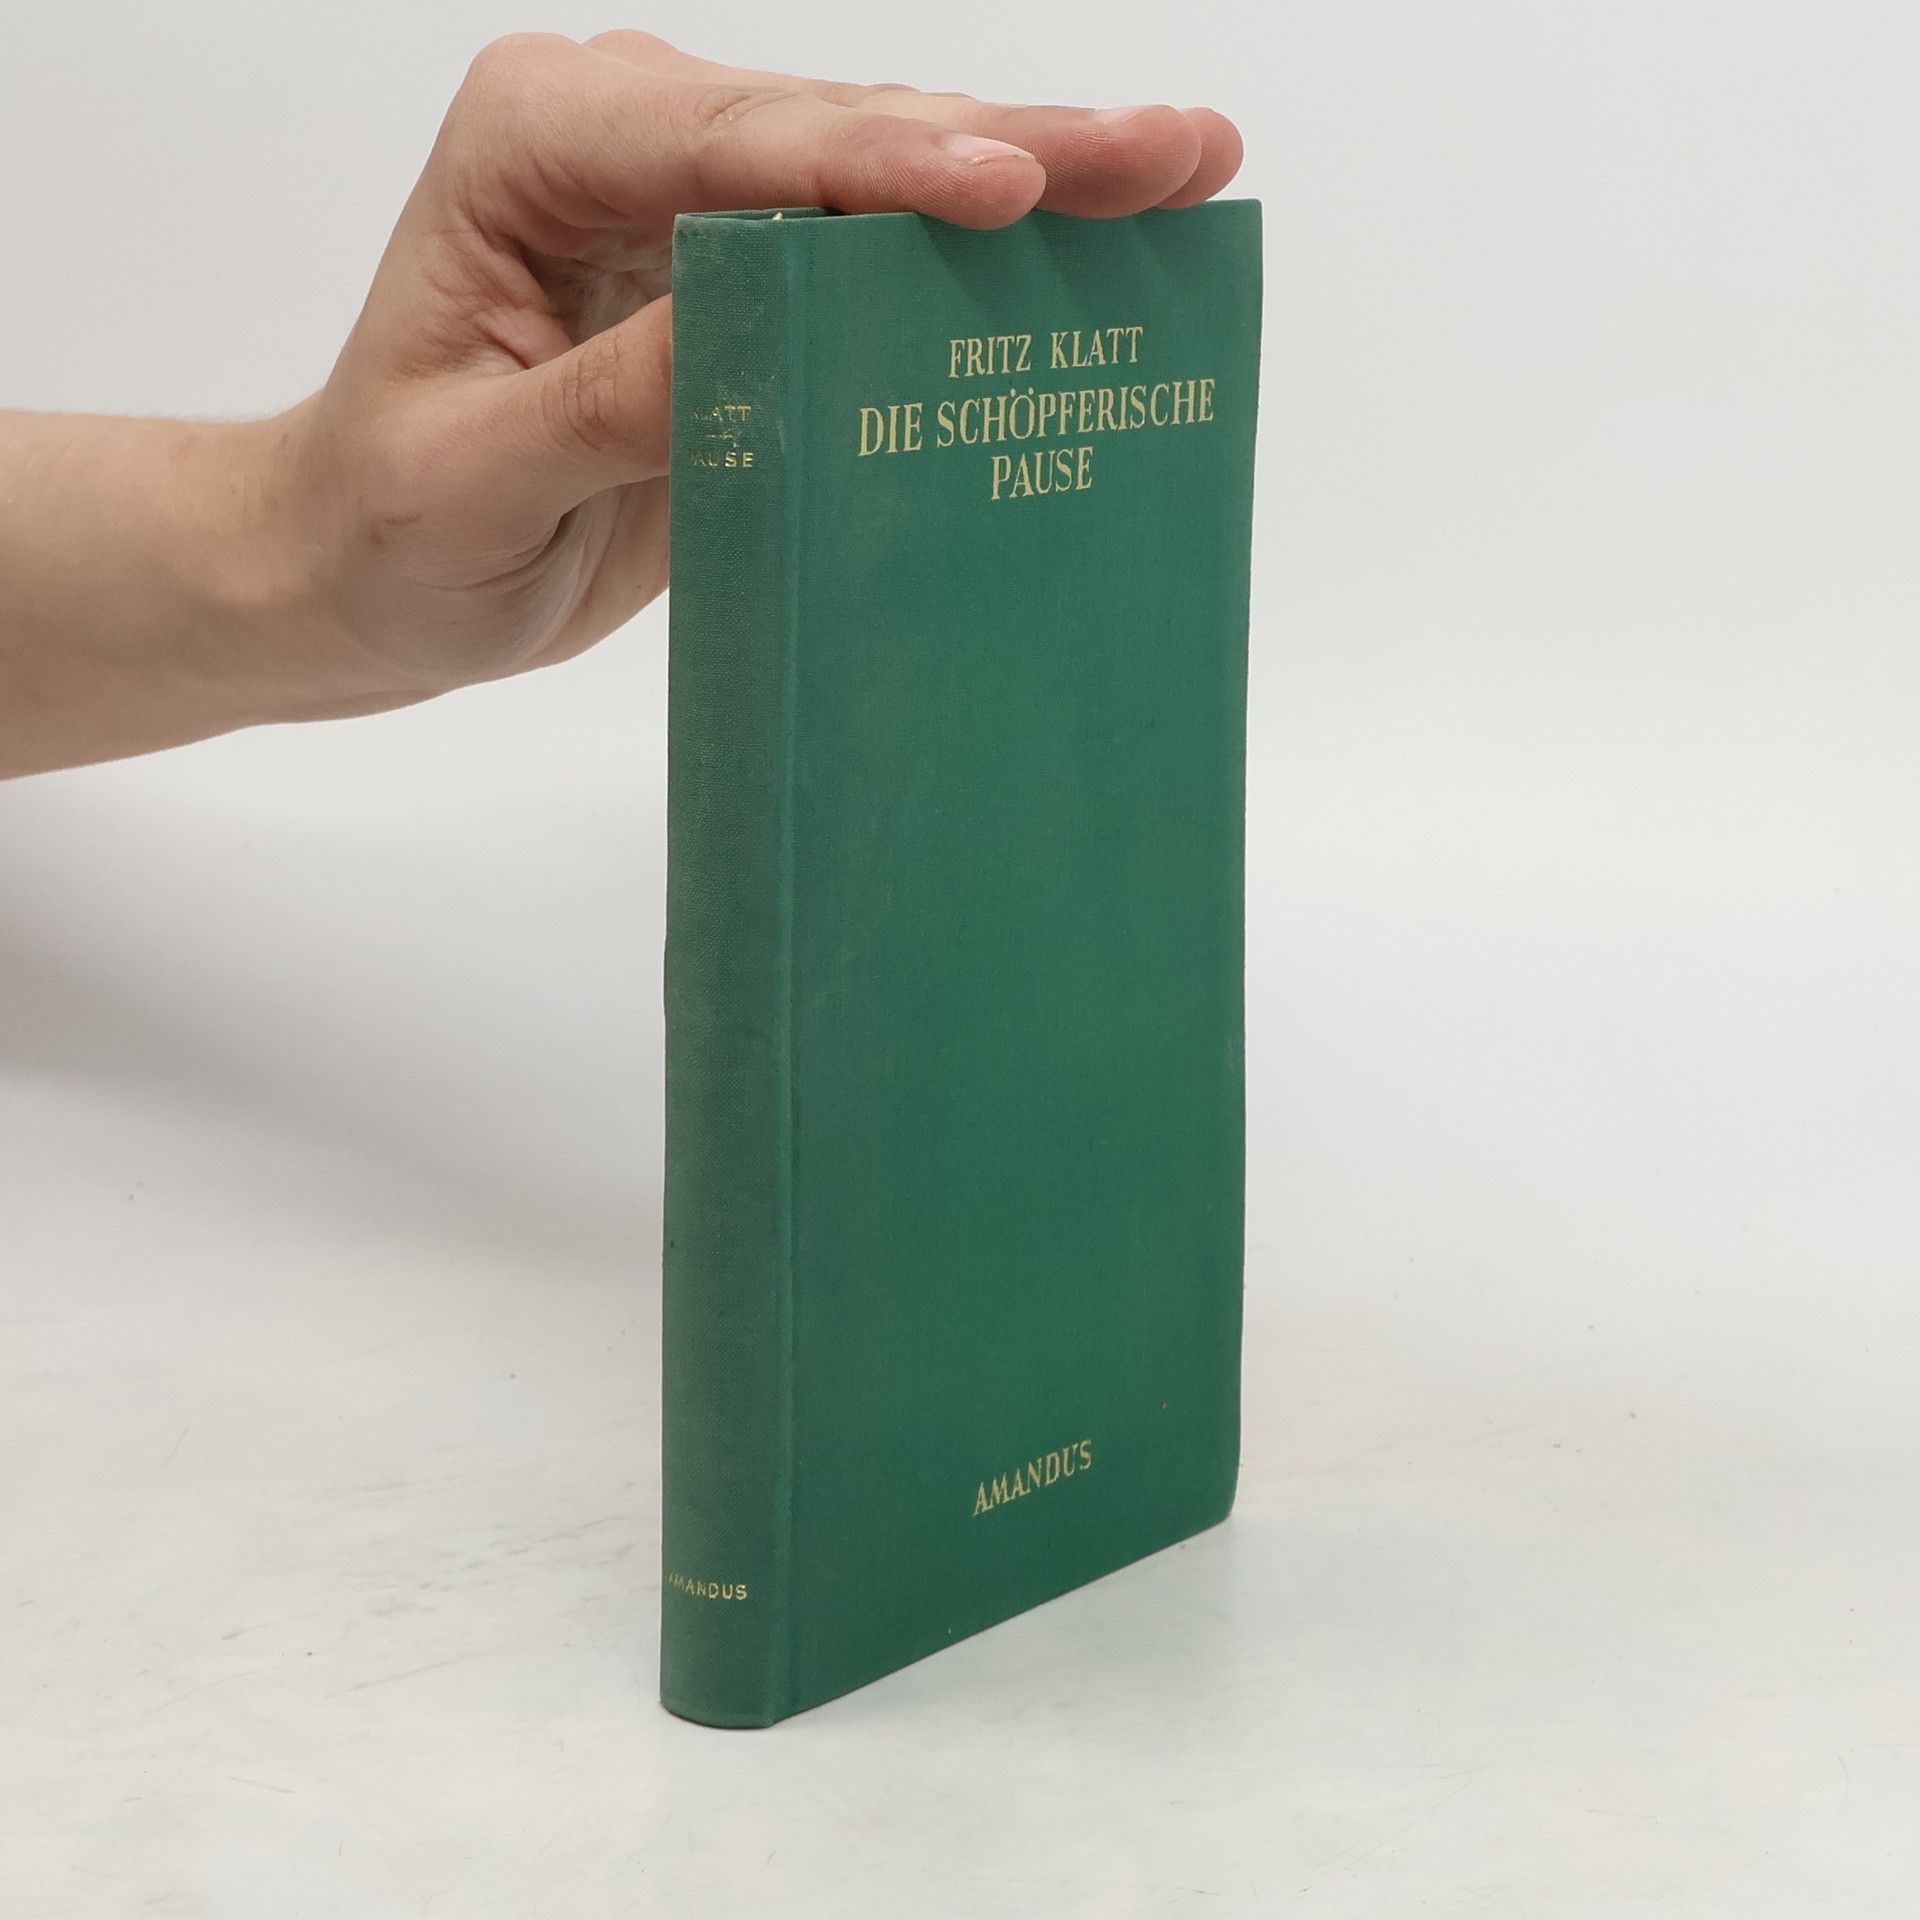 FRITZ KLATT
DIE SCHÖPFERISCHE
PAUSE
AMANDUS
KLATT
PAUSE
AMANDUS